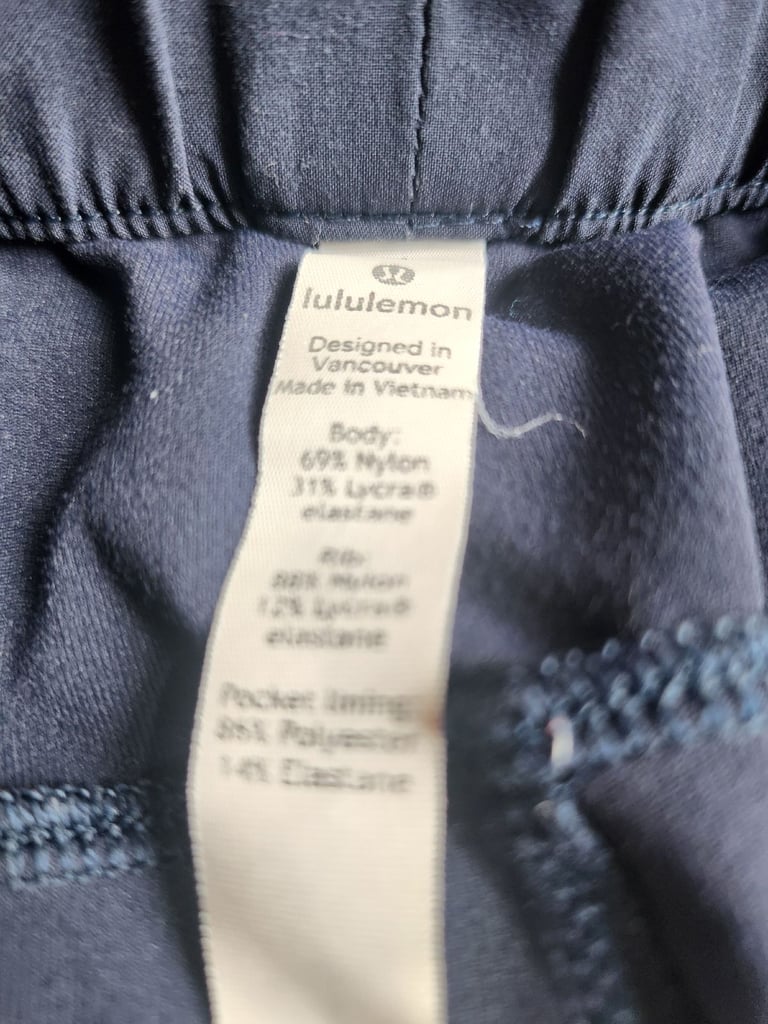 lululemon
Designed in
Vancouver
Made in Vietnam
Body:
69% Nylon
31% Lycra®
elastane
Rib:
88% Nylon
12% Lycra®
elastane
Pocket lining:
86% Polyester
14% Elastane